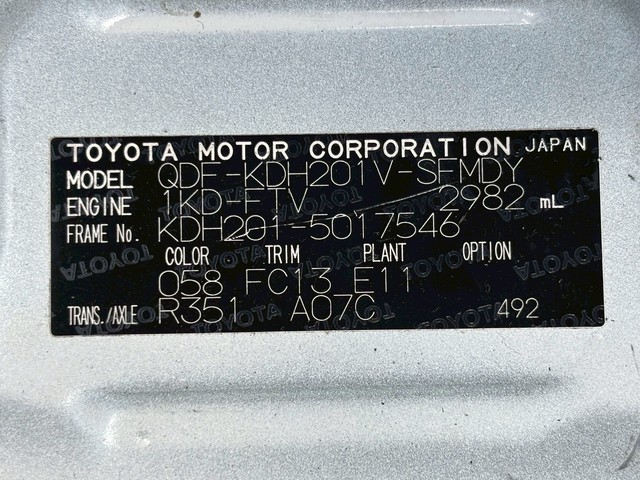 TOYOTA MOTOR CORPORATION JAPAN
MODEL QDF-KDH201V-SFMDY
ENGINE 1KD-FTV 2982 mL
FRAME No. KDH201-5017546
COLOR TRIM PLANT OPTION
058 FC13 E11
TRANS./AXLE R351 A07C 492